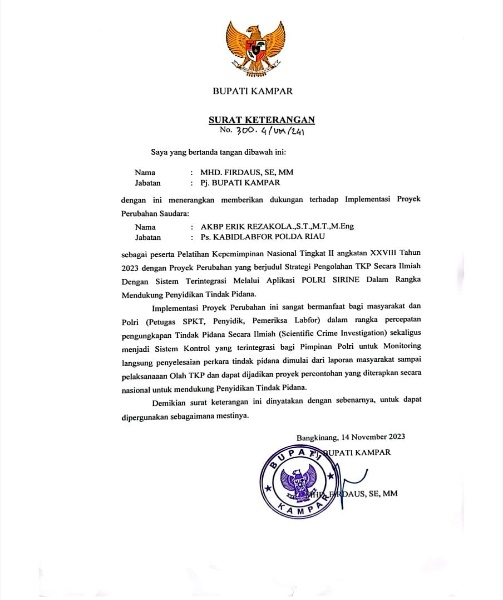 BUPATI KAMPAR
SURAT KETERANGAN
No. 300.4/UM/241
Saya yang bertanda tangan dibawah ini:
Nama : MHD. FIRDAUS, SE, MM
Jabatan : Pj. BUPATI KAMPAR
dengan ini menerangkan memberikan dukungan terhadap Implementasi Proyek
Perubahan Saudara:
Nama : AKBP ERIK REZAKOLA.,S.T.,M.T.,M.Eng
Jabatan : Ps. KABIDLABFOR POLDA RIAU
sebagai peserta Pelatihan Kepemimpinan Nasional Tingkat II angkatan XXVIII Tahun
2023 dengan Proyek Perubahan yang berjudul Strategi Pengolahan TKP Secara Ilmiah
Dengan Sistem Terintegrasi Melalui Aplikasi POLRI SIRINE Dalam Rangka
Mendukung Penyidikan Tindak Pidana.
Implementasi Proyek Perubahan ini sangat bermanfaat bagi masyarakat dan
Polri (Petugas SPKT, Penyidik, Pemeriksa Labfor) dalam rangka percepatan
pengungkapan Tindak Pidana Secara Ilmiah (Scientific Crime Investigation) sekaligus
menjadi Sistem Kontrol yang terintegrasi bagi Pimpinan Polri untuk Monitoring
langsung penyelesaian perkara tindak pidana dimulai dari laporan masyarakat sampai
pelaksanaaan Olah TKP dan dapat dijadikan proyek percontohan yang diterapkan secara
nasional untuk mendukung Penyidikan Tindak Pidana.
Demikian surat keterangan ini dinyatakan dengan sebenarnya, untuk dapat
dipergunakan sebagaimana mestinya.
Bangkinang, 14 November 2023
BUPATI KAMPAR
BUPATI
KAMPAR
MHD. FIRDAUS, SE, MM